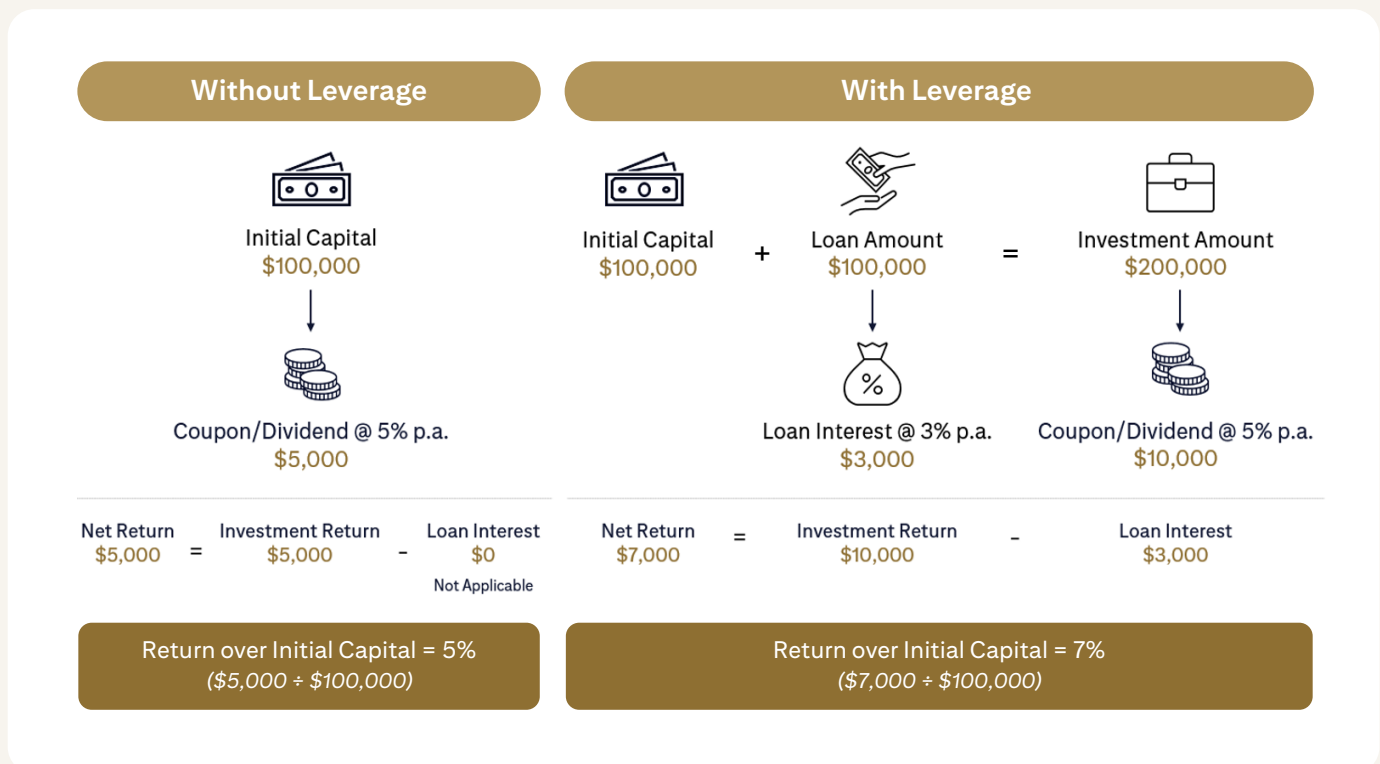 Without Leverage
Initial Capital
$100,000
Coupon/Dividend @ 5% p.a.
$5,000
Net Return
$5,000
=
Investment Return
$5,000
-
Loan Interest
$0
Not Applicable
Return over Initial Capital = 5%
($5,000 ÷ $100,000)
With Leverage
Initial Capital
$100,000
+
Loan Amount
$100,000
=
Investment Amount
$200,000
%
Loan Interest @ 3% p.a.
$3,000
Coupon/Dividend @ 5% p.a.
$10,000
Net Return
$7,000
=
Investment Return
$10,000
-
Loan Interest
$3,000
Return over Initial Capital = 7%
($7,000 ÷ $100,000)